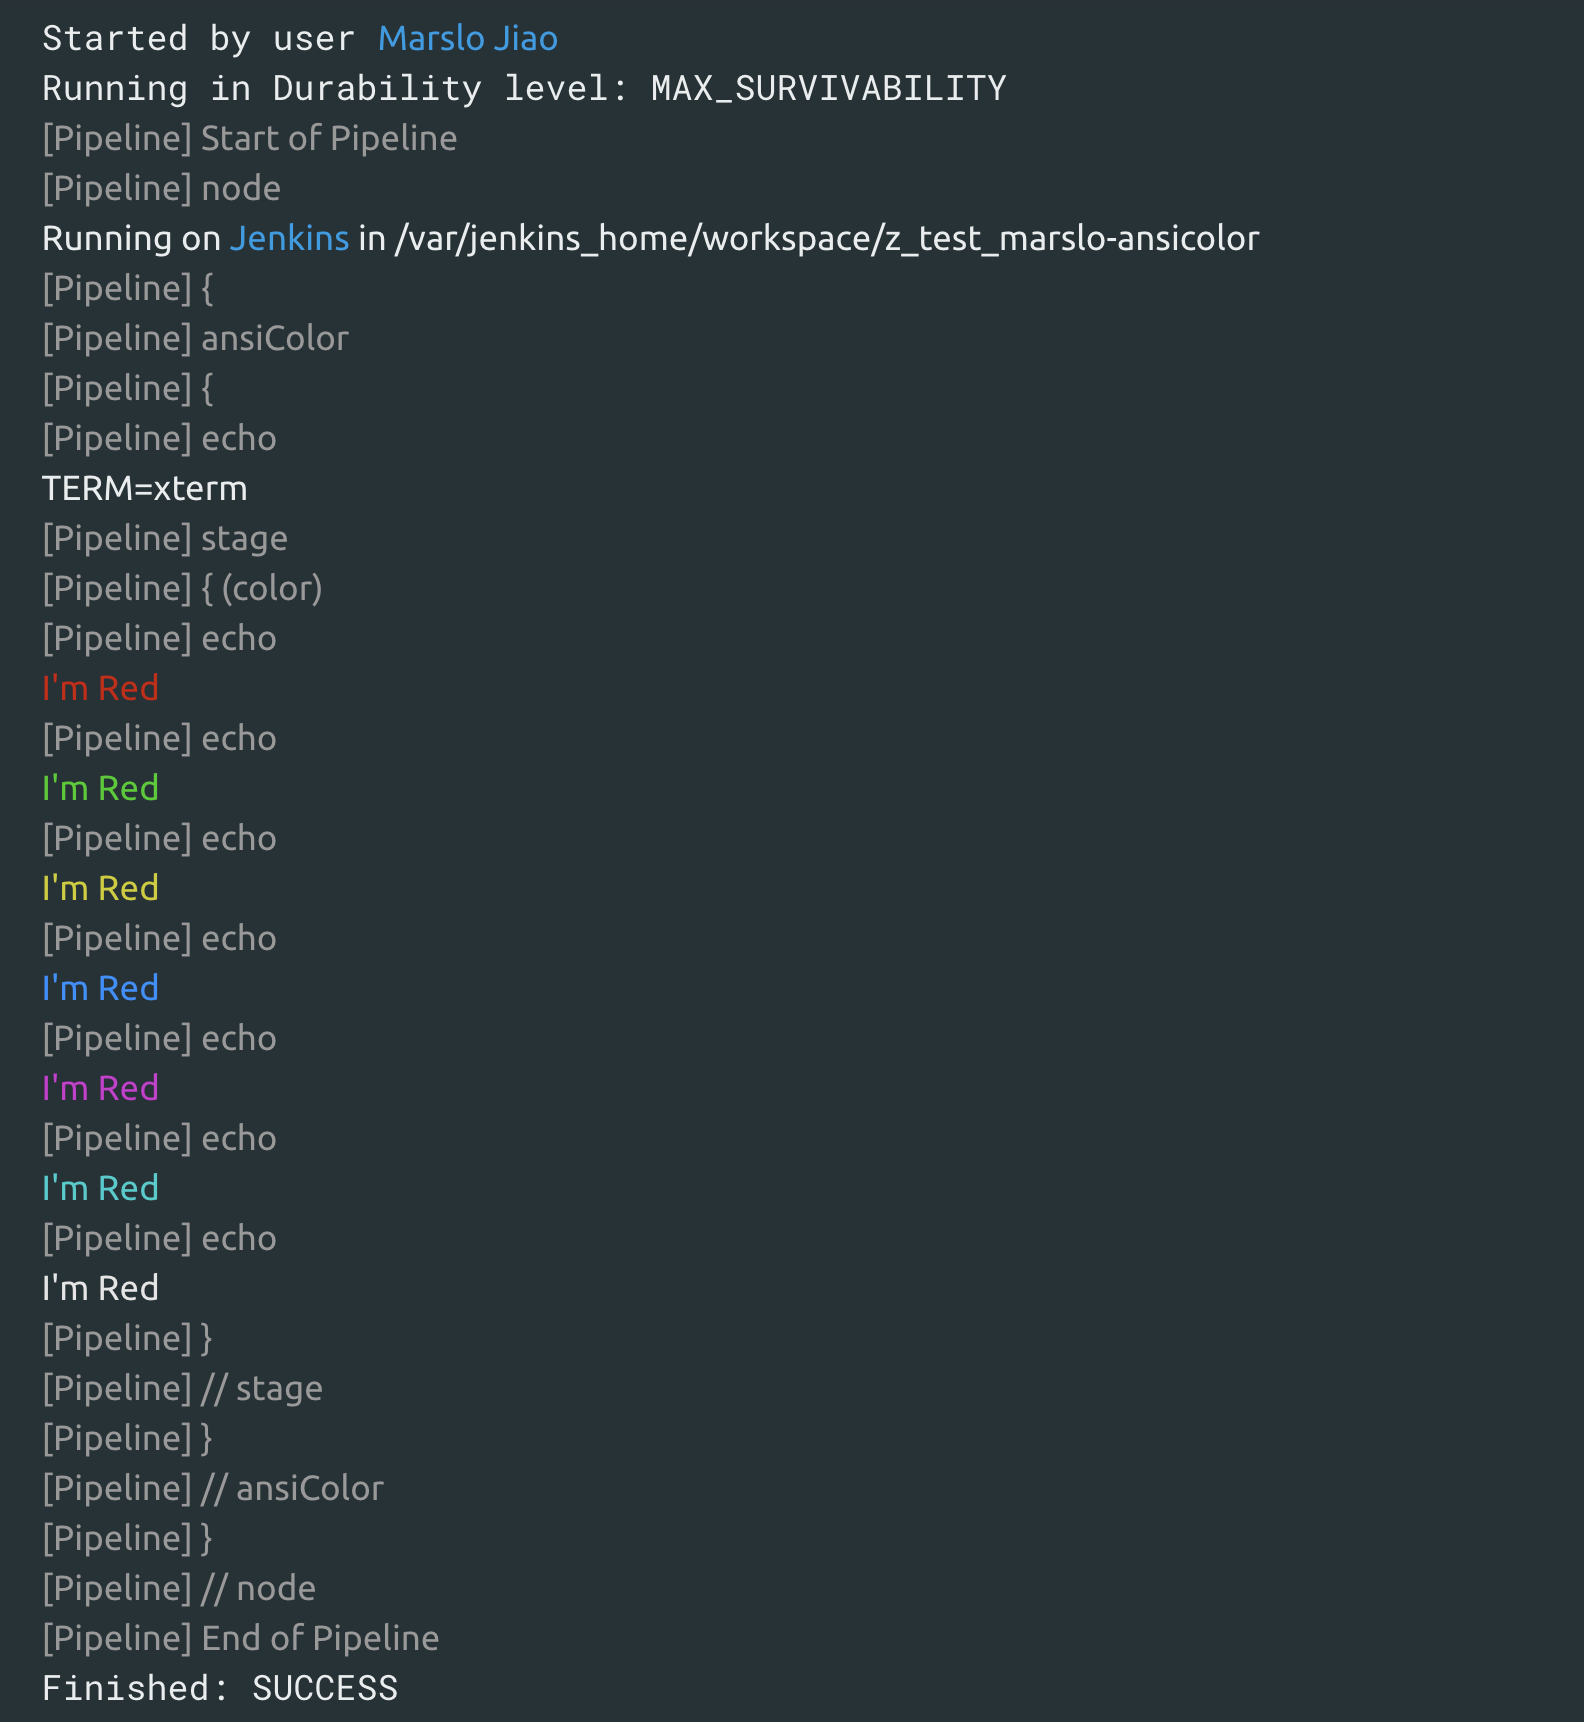 Started by user Marslo Jiao
Running in Durability level: MAX_SURVIVABILITY
[Pipeline] Start of Pipeline
[Pipeline] node
Running on Jenkins in /var/jenkins_home/workspace/z_test_marslo-ansicolor
[Pipeline] {
[Pipeline] ansiColor
[Pipeline] {
[Pipeline] echo
TERM=xterm
[Pipeline] stage
[Pipeline] { (color)
[Pipeline] echo
I'm Red
[Pipeline] echo
I'm Red
[Pipeline] echo
I'm Red
[Pipeline] echo
I'm Red
[Pipeline] echo
I'm Red
[Pipeline] echo
I'm Red
[Pipeline] echo
I'm Red
[Pipeline] }
[Pipeline] // stage
[Pipeline] }
[Pipeline] // ansiColor
[Pipeline] }
[Pipeline] // node
[Pipeline] End of Pipeline
Finished: SUCCESS